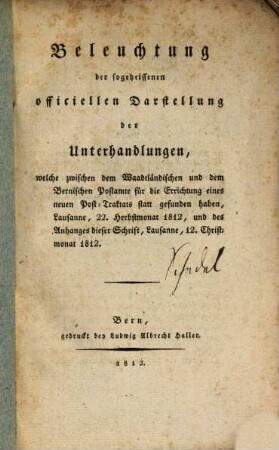 Beleuchtung
der sogeheissenen
officiellen Darstellung
der
Unterhandlungen,
welche zwischen dem Waadtländischen und dem
Bernischen Postamte für die Errichtung eines
neuen Post-Traktats statt gefunden haben,
Lausanne, 22. Herbstmonat 1812, und des
Anhanges dieser Schrift, Lausanne, 12. Christ-
monat 1812.
Bern,
gedruckt bey Ludwig Albrecht Haller.
1813.